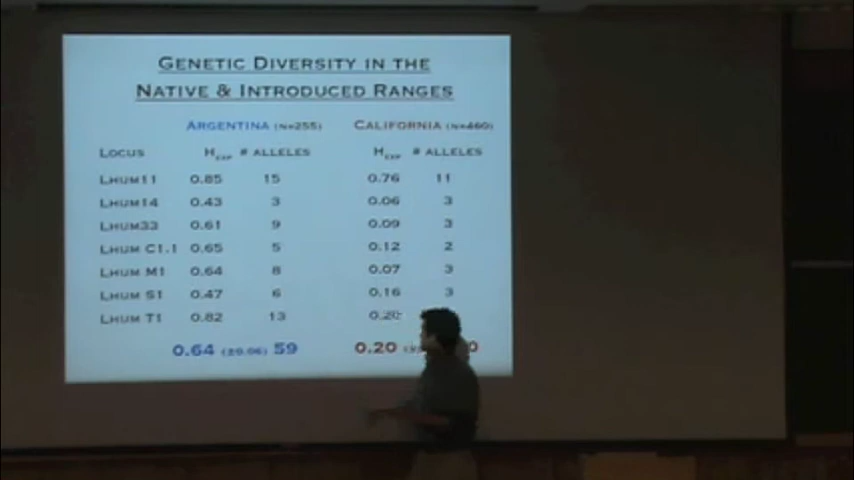 GENETIC DIVERSITY IN THE
NATIVE & INTRODUCED RANGES
ARGENTINA (N=255) CALIFORNIA (N=460)
LOCUS HEXP # ALLELES HEXP # ALLELES
LHUM11 0.85 15 0.76 11
LHUM14 0.43 3 0.06 3
LHUM33 0.61 9 0.09 3
LHUM C1.1 0.65 5 0.12 2
LHUM M1 0.64 8 0.07 3
LHUM S1 0.47 6 0.16 3
LHUM T1 0.82 13 0.20
0.64 (±0.06) 59 0.20 0